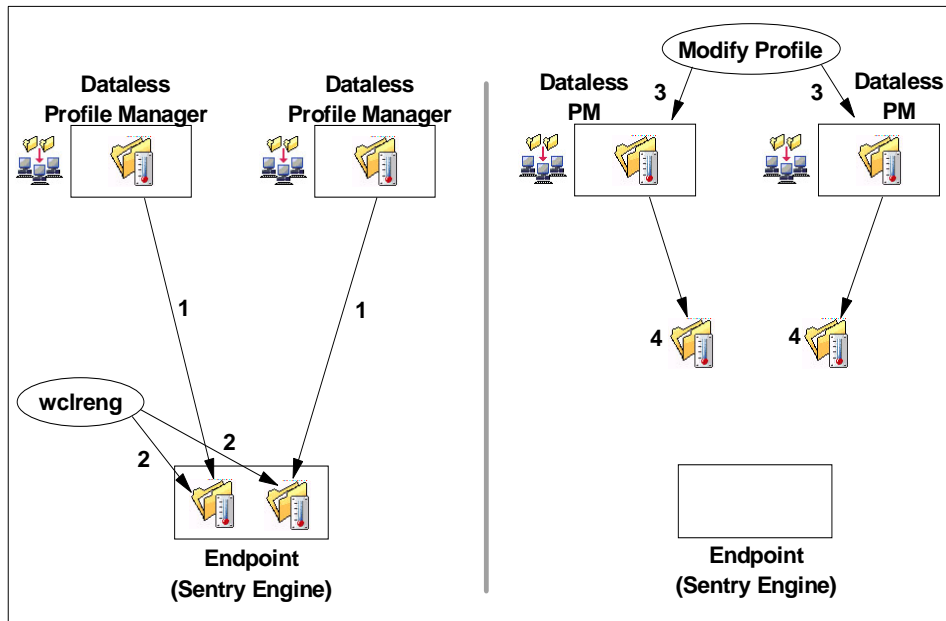 Dataless
Profile Manager
Dataless
Profile Manager
1
1
wclreng
2
2
Endpoint
(Sentry Engine)
Modify Profile
3
3
Dataless
PM
Dataless
PM
4
4
Endpoint
(Sentry Engine)